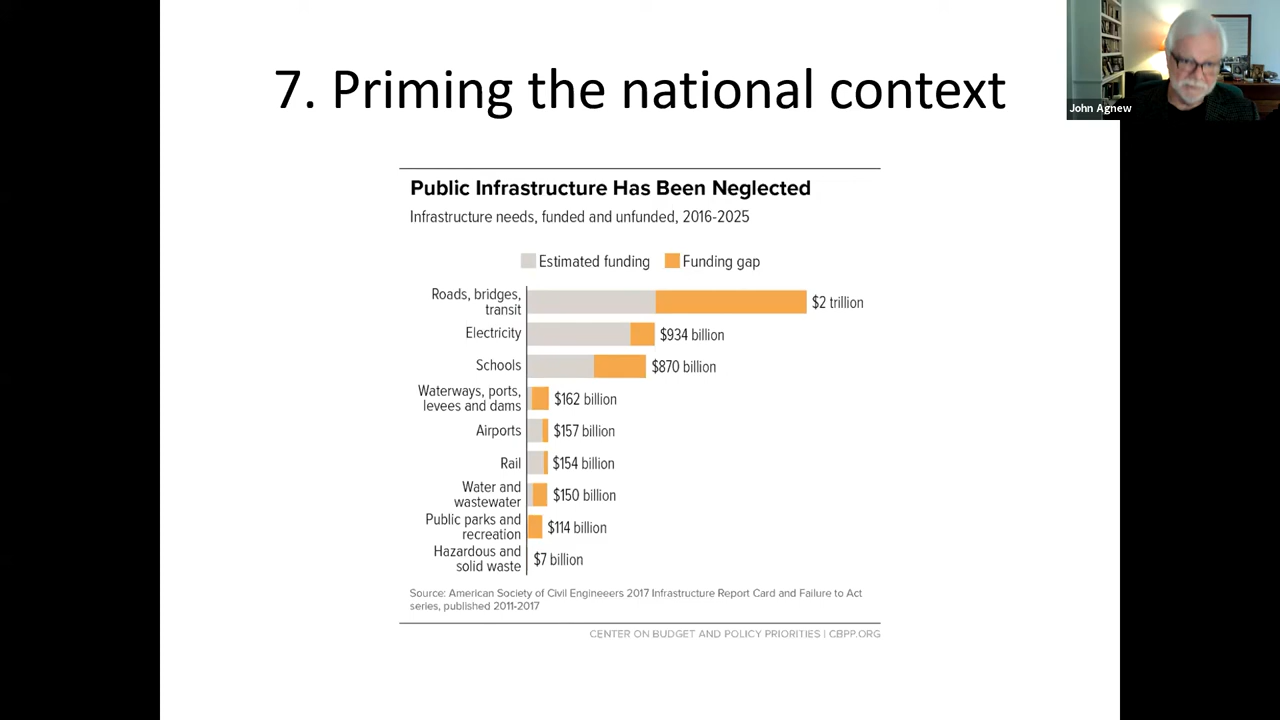 7. Priming the national context
John Agnew
Public Infrastructure Has Been Neglected
Infrastructure needs, funded and unfunded, 2016-2025
Estimated funding
Funding gap
Roads, bridges,
transit
$2 trillion
Electricity
$934 billion
Schools
$870 billion
Waterways, ports,
levees and dams
$162 billion
Airports
$157 billion
Rail
$154 billion
Water and
wastewater
$150 billion
Public parks and
recreation
$114 billion
Hazardous and
solid waste
$7 billion
Source: American Society of Civil Engineeers 2017 Infrastructure Report Card and Failure to Act
series, published 2011-2017
CENTER ON BUDGET AND POLICY PRIORITIES | CBPP.ORG